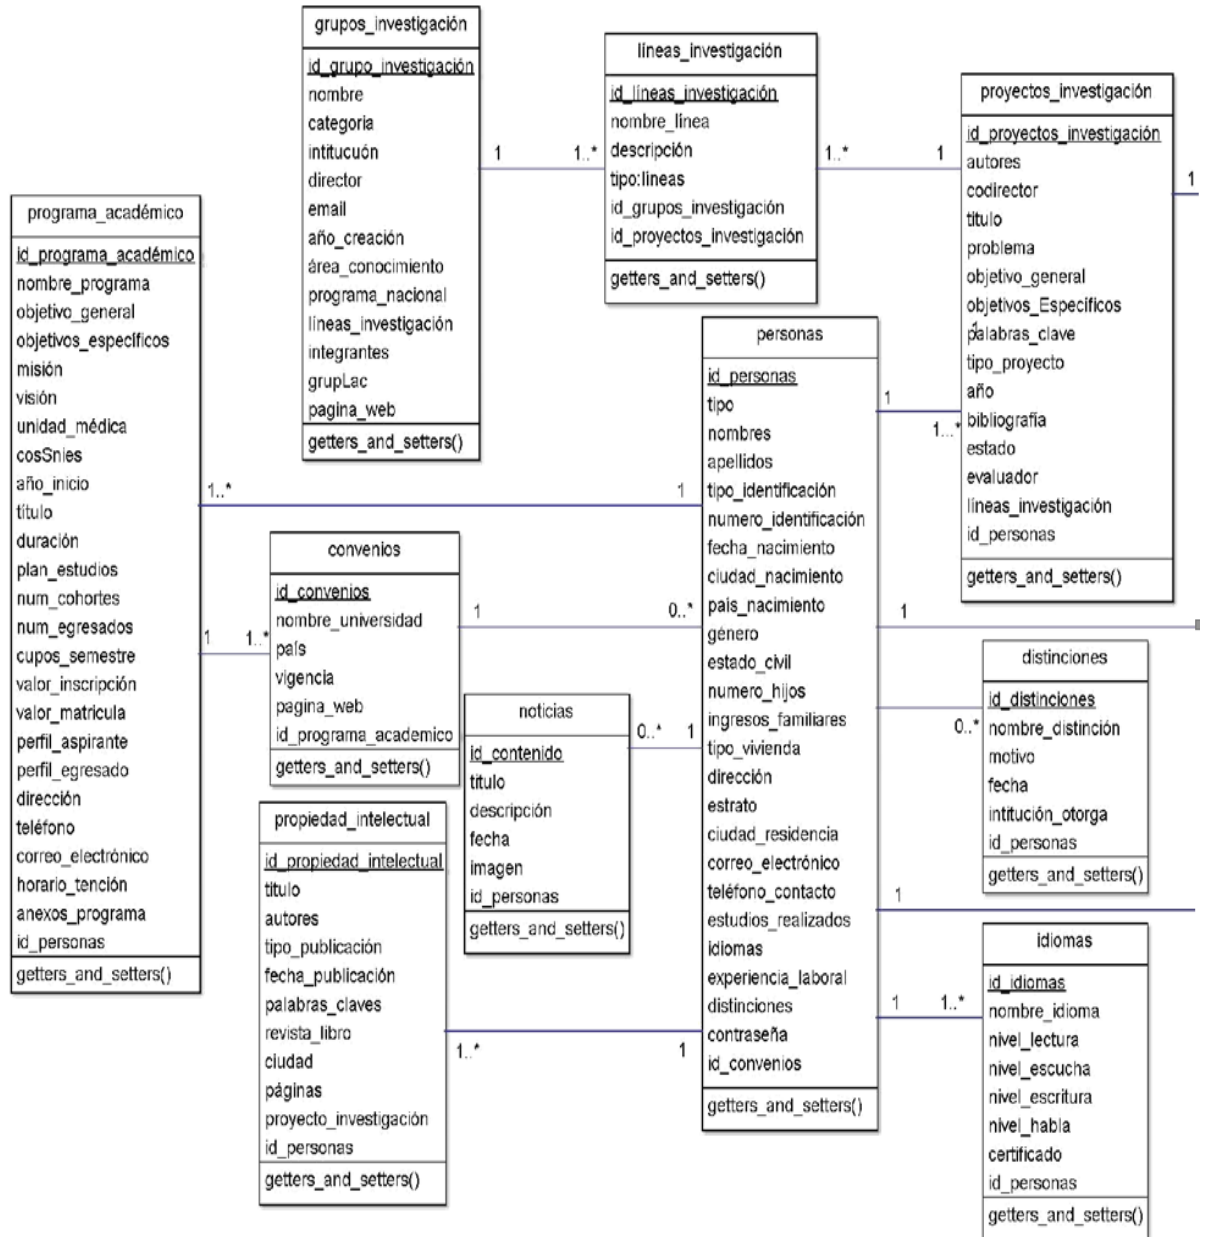 grupos_investigación
id_grupo_investigación
nombre
categoria
intitucuón
director
email
año_creación
área_conocimiento
programa_nacional
líneas_investigación
integrantes
grupLac
pagina_web
getters_and_setters()
1
1..*
líneas_investigación
id_líneas_investigación
nombre_línea
descripción
tipo:líneas
id_grupos_investigación
id_proyectos_investigación
getters_and_setters()
1..*
1
proyectos_investigación
id_proyectos_investigación
autores
codirector
título
problema
objetivo_general
objetivos_Específicos
palabras_clave
1
tipo_proyecto
año
bibliografía
estado
evaluador
líneas_investigación
id_personas
getters_and_setters()
1
programa_académico
id_programa_académico
nombre_programa
objetivo_general
objetivos_específicos
misión
visión
unidad_médica
cosSnies
año_inicio
título
duración
plan_estudios
num_cohortes
num_egresados
cupos_semestre
valor_inscripción
valor_matricula
perfil_aspirante
perfil_egresado
dirección
teléfono
correo_electrónico
horario_tención
anexos_programa
id_personas
getters_and_setters()
1..*
1
1
1..*
convenios
id_convenios
nombre_universidad
país
vigencia
pagina_web
id_programa_academico
getters_and_setters()
1
0..*
noticias
id_contenido
titulo
descripción
fecha
imagen
id_personas
getters_and_setters()
0..*
1
propiedad_intelectual
id_propiedad_intelectual
titulo
autores
tipo_publicación
fecha_publicación
palabras_claves
revista_libro
ciudad
páginas
proyecto_investigación
id_personas
getters_and_setters()
1..*
1
personas
id_personas
tipo
nombres
apellidos
tipo_identificación
numero_identificación
fecha_nacimiento
ciudad_nacimiento
país_nacimiento
género
estado_civil
numero_hijos
ingresos_familiares
tipo_vivienda
dirección
estrato
ciudad_residencia
correo_electrónico
teléfono_contacto
estudios_realizados
idiomas
experiencia_laboral
distinciones
contraseña
id_convenios
getters_and_setters()
1
1..*
1
0..*
1
1
1..*
distinciones
id_distinciones
nombre_distinción
motivo
fecha
intitución_otorga
id_personas
getters_and_setters()
idiomas
id_idiomas
nombre_idioma
nivel_lectura
nivel_escucha
nivel_escritura
nivel_habla
certificado
id_personas
getters_and_setters()